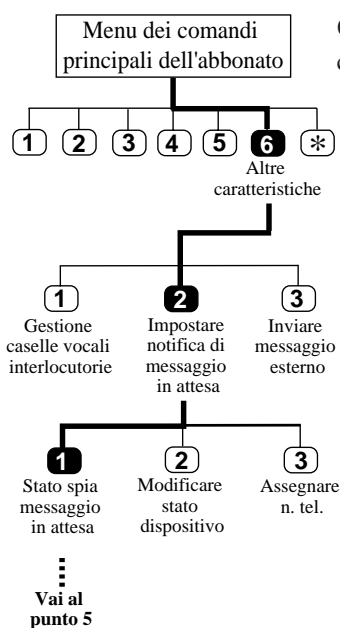 Menu dei comandi
principali dell'abbonato
1 2 3 4 5 6 *
Altre
caratteristiche
1 2 3
Gestione
caselle vocali
interlocutorie
Impostare
notifica di
messaggio
in attesa
Inviare
messaggio
esterno
1 2 3
Stato spia
messaggio
in attesa
Modificare
stato
dispositivo
Assegnare
n. tel.
Vai al
punto 5